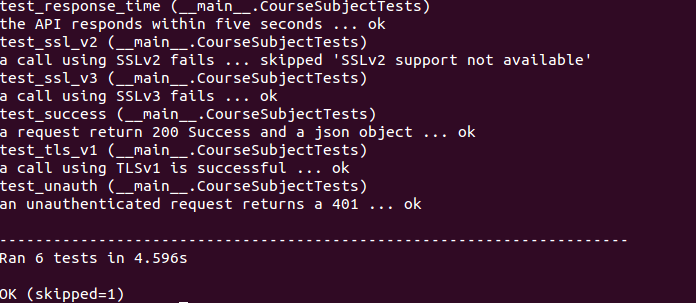 test_response_time (__main__.CourseSubjectTests)
the API responds within five seconds ... ok
test_ssl_v2 (__main__.CourseSubjectTests)
a call using SSLv2 fails ... skipped 'SSLv2 support not available'
test_ssl_v3 (__main__.CourseSubjectTests)
a call using SSLv3 fails ... ok
test_success (__main__.CourseSubjectTests)
a request return 200 Success and a json object ... ok
test_tls_v1 (__main__.CourseSubjectTests)
a call using TLSv1 is successful ... ok
test_unauth (__main__.CourseSubjectTests)
an unauthenticated request returns a 401 ... ok
----------------------------------------------------------------------
Ran 6 tests in 4.596s
OK (skipped=1)